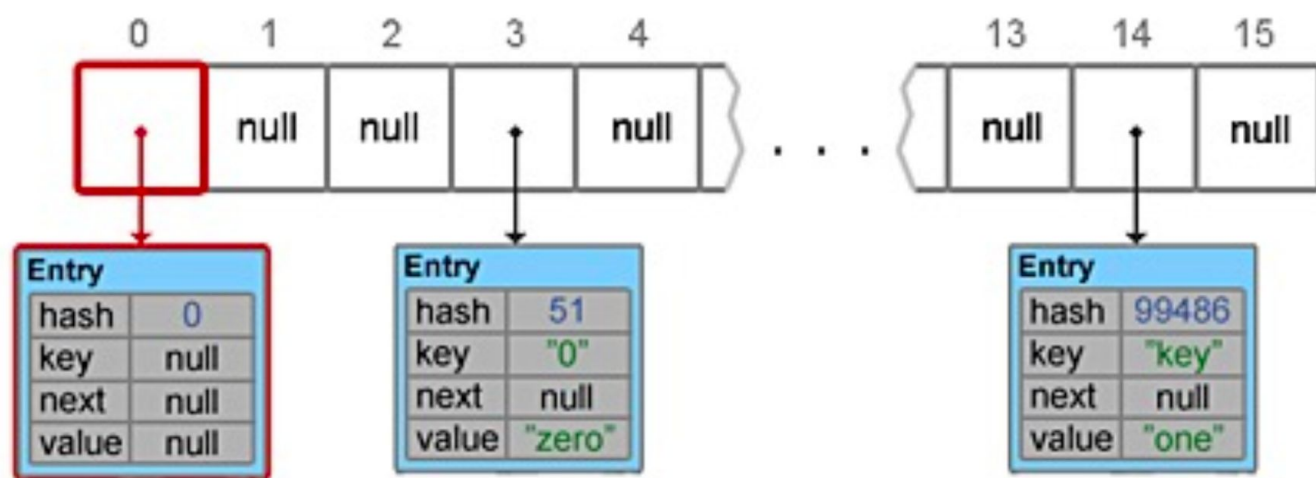 0 1 2 3 4 13 14 15
null null null . . . null null
Entry Entry Entry
hash 0 hash 51 hash 99486
key null key "0" key "key"
next null next null next null
value null value "zero" value "one"